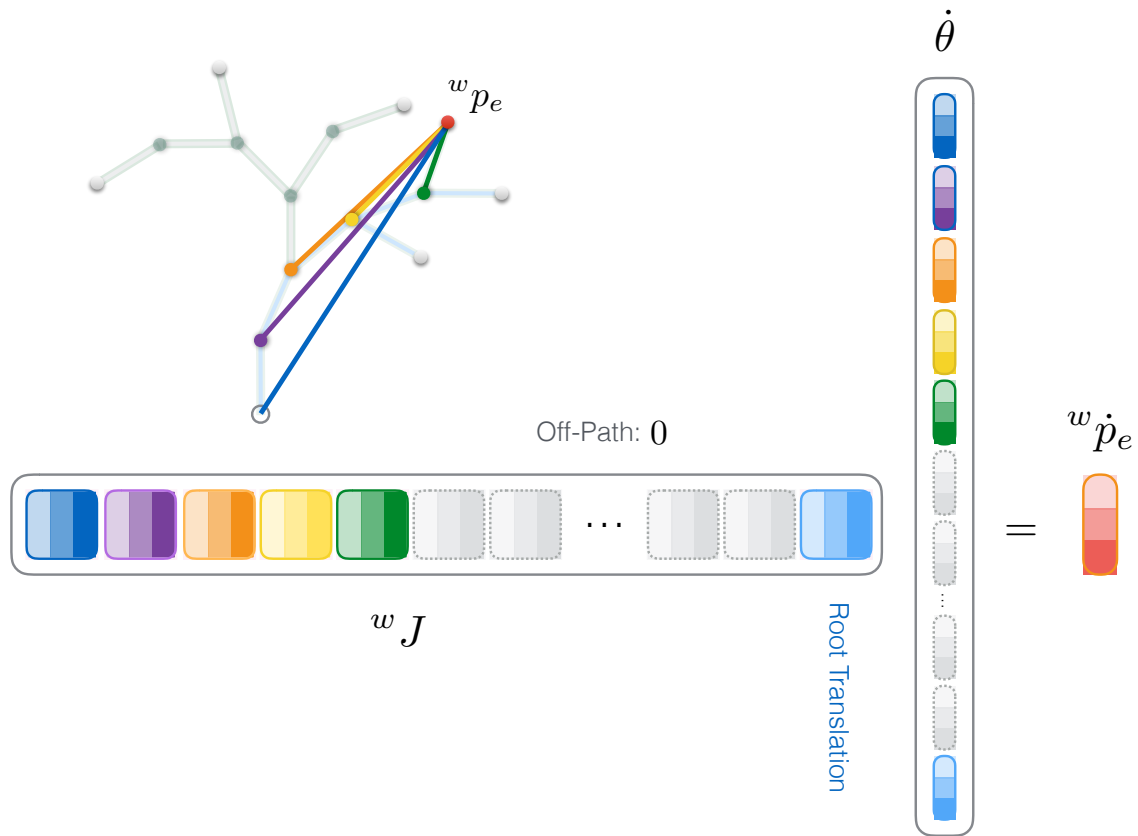 θ̇
ʷpₑ
Off-Path: 0
...
ʷJ
Root Translation
...
=
ʷṗₑ